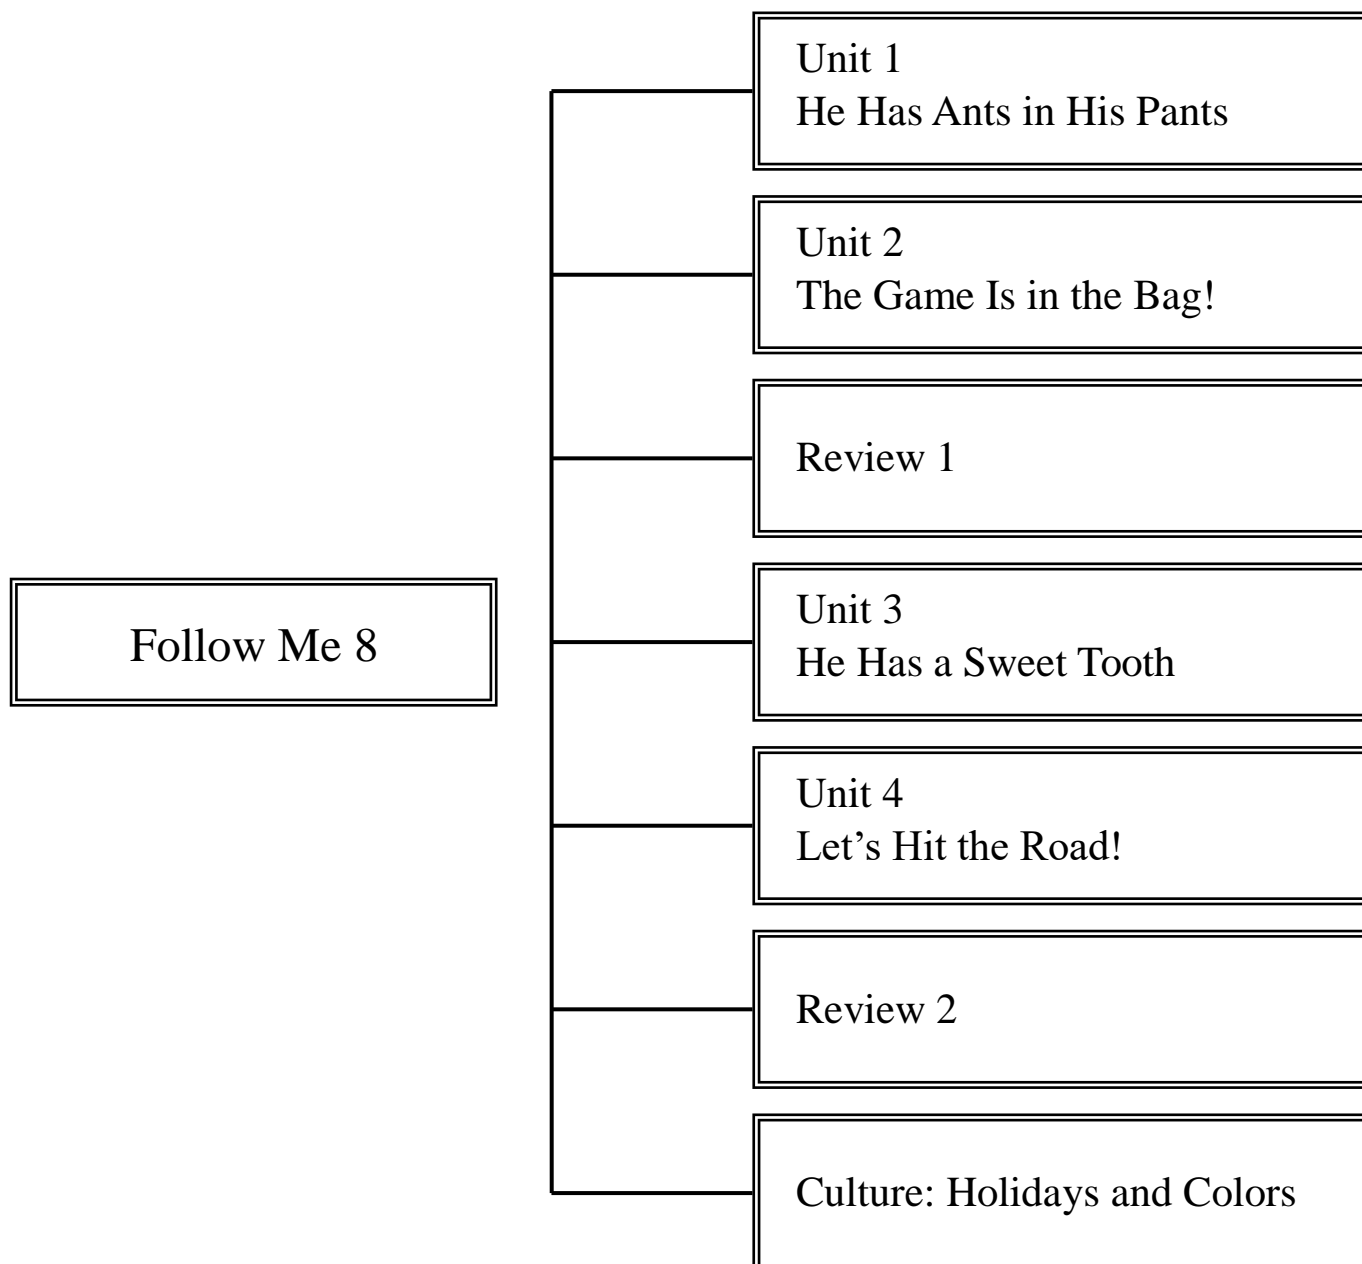 Follow Me 8
Unit 1
He Has Ants in His Pants
Unit 2
The Game Is in the Bag!
Review 1
Unit 3
He Has a Sweet Tooth
Unit 4
Let’s Hit the Road!
Review 2
Culture: Holidays and Colors